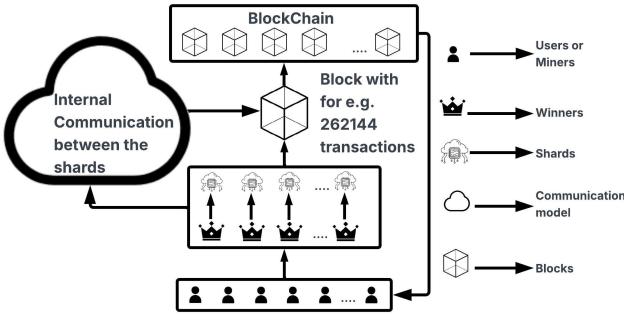 BlockChain
....
Block with
for e.g.
262144
transactions
Internal
Communication
between the
shards
....
....
....
Users or
Miners
Winners
Shards
Communication
model
Blocks